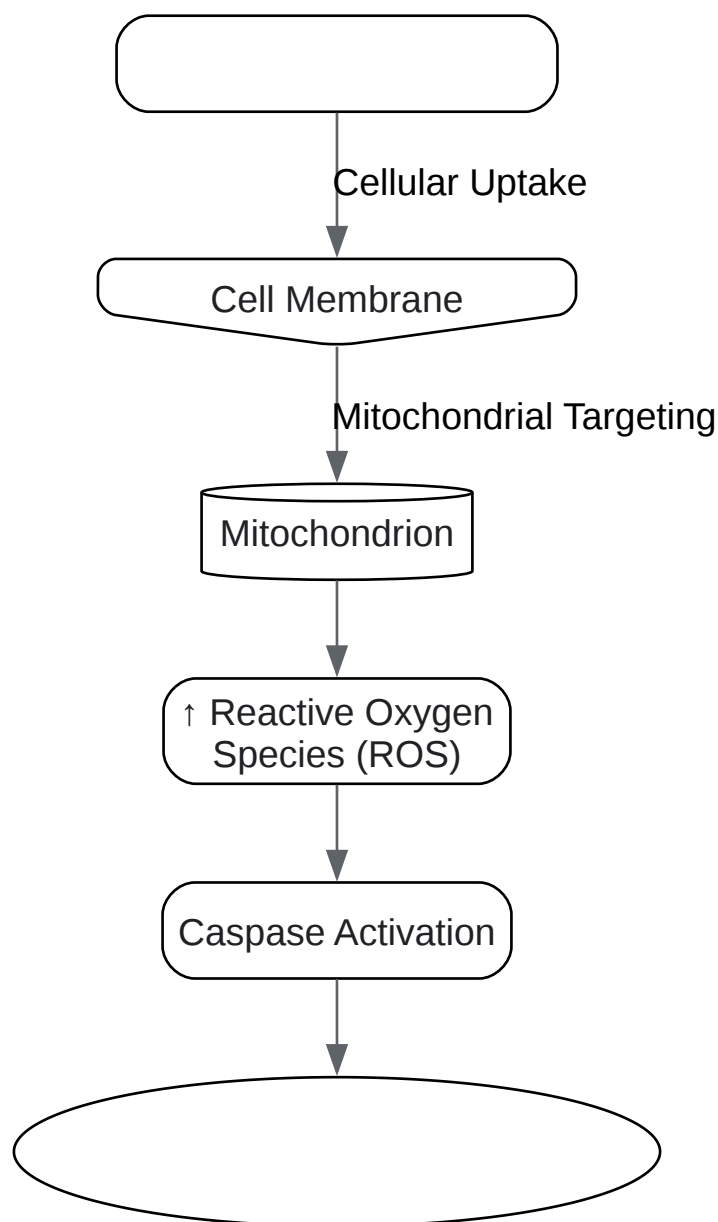 Cellular Uptake
Cell Membrane
Mitochondrial Targeting
Mitochondrion
↑ Reactive Oxygen
Species (ROS)
Caspase Activation